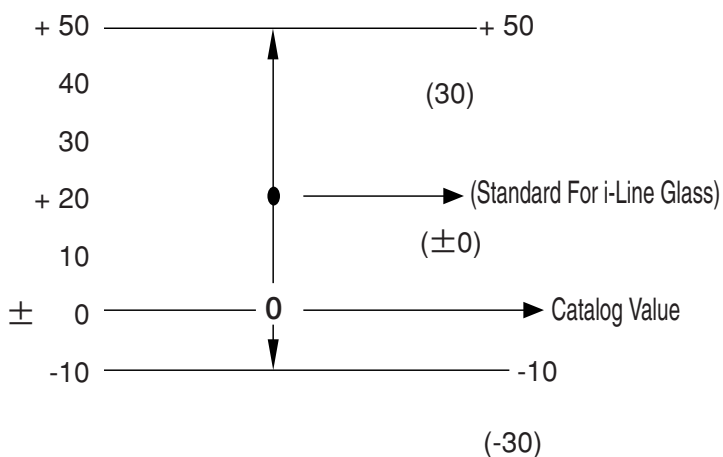 + 50 + 50
40 (30)
30
+ 20 (Standard For i-Line Glass)
(±0)
10
± 0 0 Catalog Value
-10 -10
(-30)